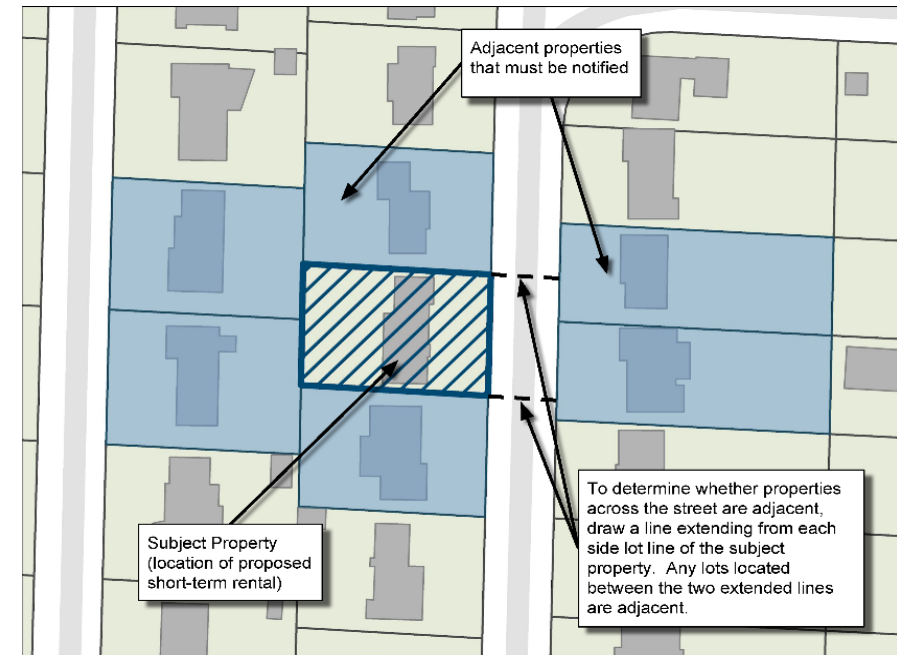 Adjacent properties
that must be notified
Subject Property
(location of proposed
short-term rental)
To determine whether properties
across the street are adjacent,
draw a line extending from each
side lot line of the subject
property.  Any lots located
between the two extended lines
are adjacent.